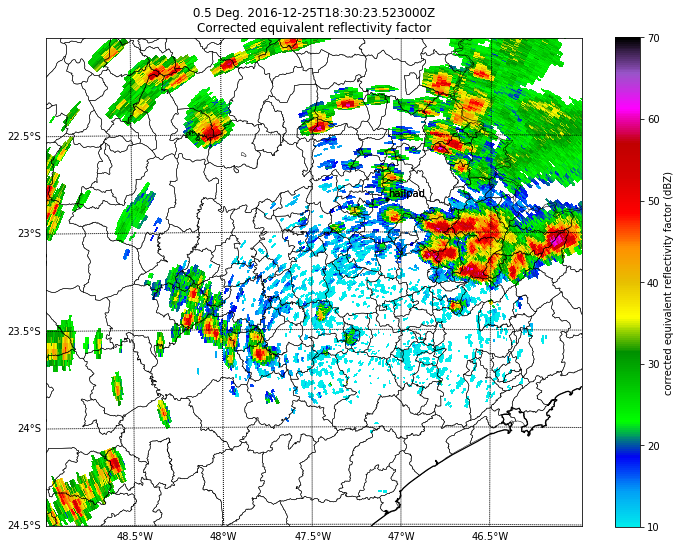 0.5 Deg. 2016-12-25T18:30:23.523000Z
Corrected equivalent reflectivity factor
22.5°S
23°S
23.5°S
24°S
24.5°S
48.5°W
48°W
47.5°W
47°W
46.5°W
70
60
50
40
30
20
10
corrected equivalent reflectivity factor (dBZ)